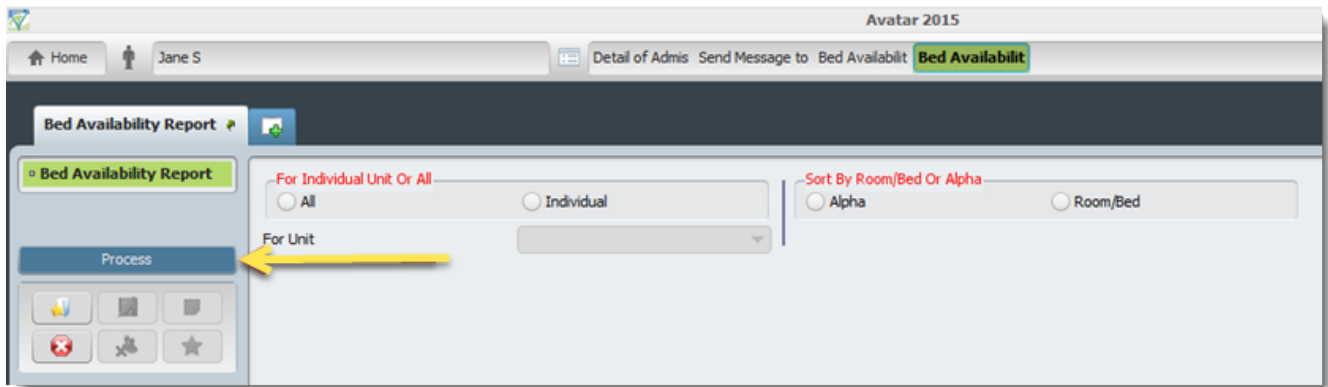 Avatar 2015
Home Jane S Detail of Admis Send Message to Bed Availabilit Bed Availabilit
Bed Availability Report
Bed Availability Report
For Individual Unit Or All
All Individual
For Unit
Sort By Room/Bed Or Alpha
Alpha Room/Bed
Process